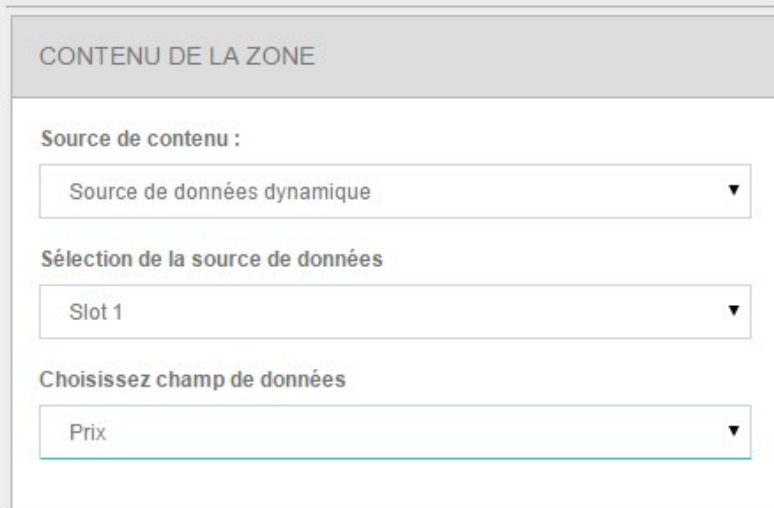 CONTENU DE LA ZONE
Source de contenu :
Source de données dynamique
Sélection de la source de données
Slot 1
Choisissez champ de données
Prix